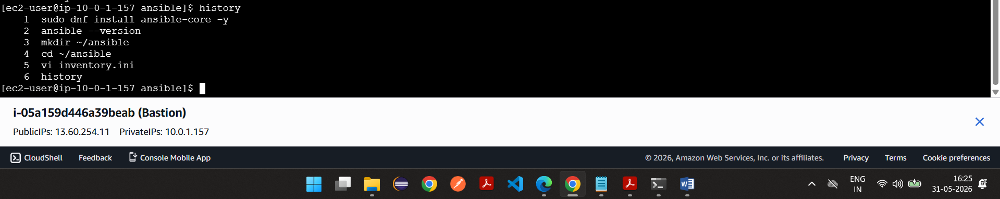 [ec2-user@ip-10-0-1-157 ansible]$ history
    1  sudo dnf install ansible-core -y
    2  ansible --version
    3  mkdir ~/ansible
    4  cd ~/ansible
    5  vi inventory.ini
    6  history
[ec2-user@ip-10-0-1-157 ansible]$
i-05a159d446a39beab (Bastion)
PublicIPs: 13.60.254.11 PrivateIPs: 10.0.1.157
CloudShell Feedback Console Mobile App © 2026, Amazon Web Services, Inc. or its affiliates. Privacy Terms Cookie preferences
ENG 16:25
IN 31-05-2026